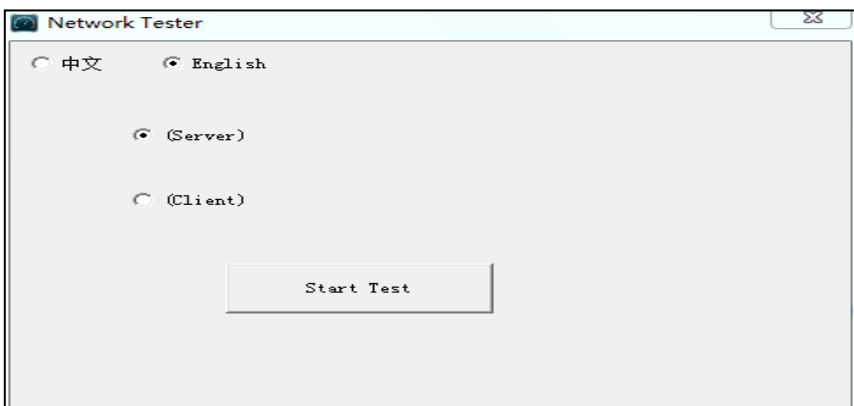 Network Tester
中文 English
(Server)
(Client)
Start Test